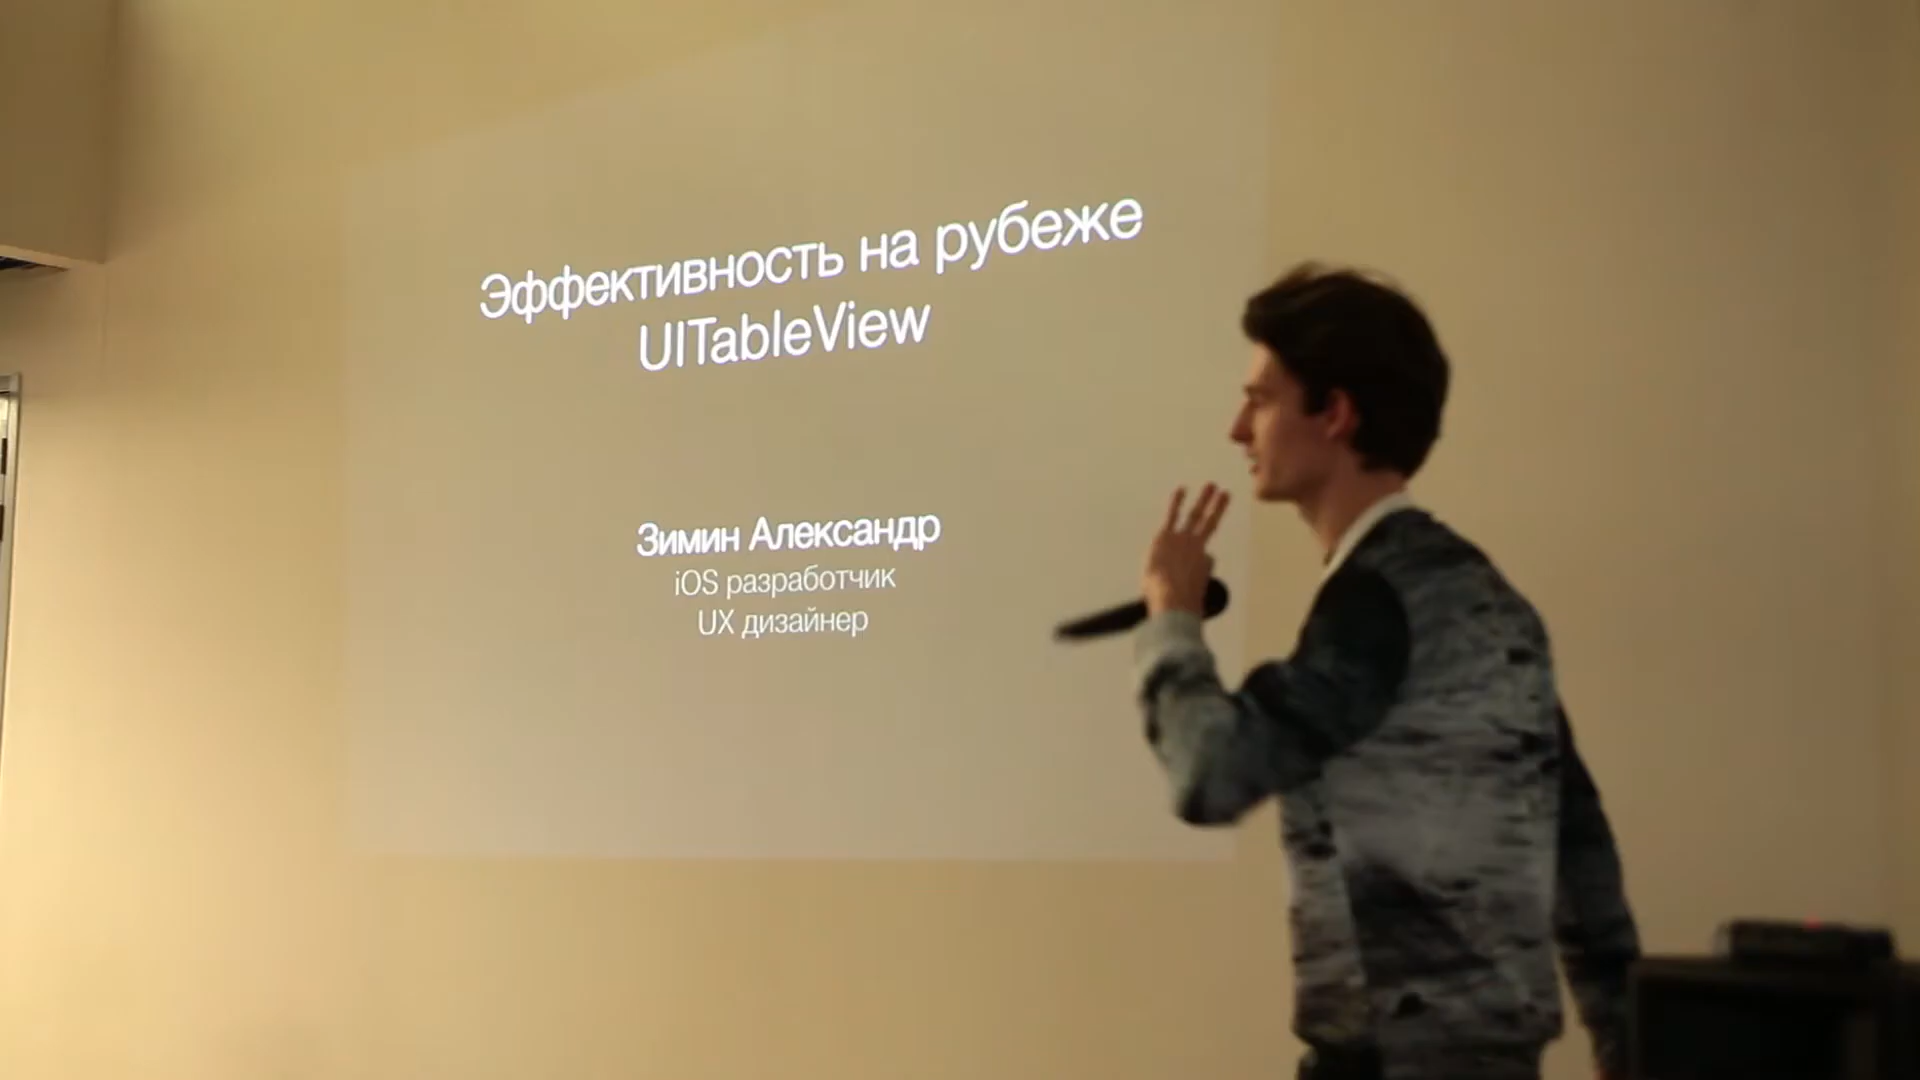 Эффективность на рубеже
UITableView
Зимин Александр
iOS разработчик
UX дизайнер